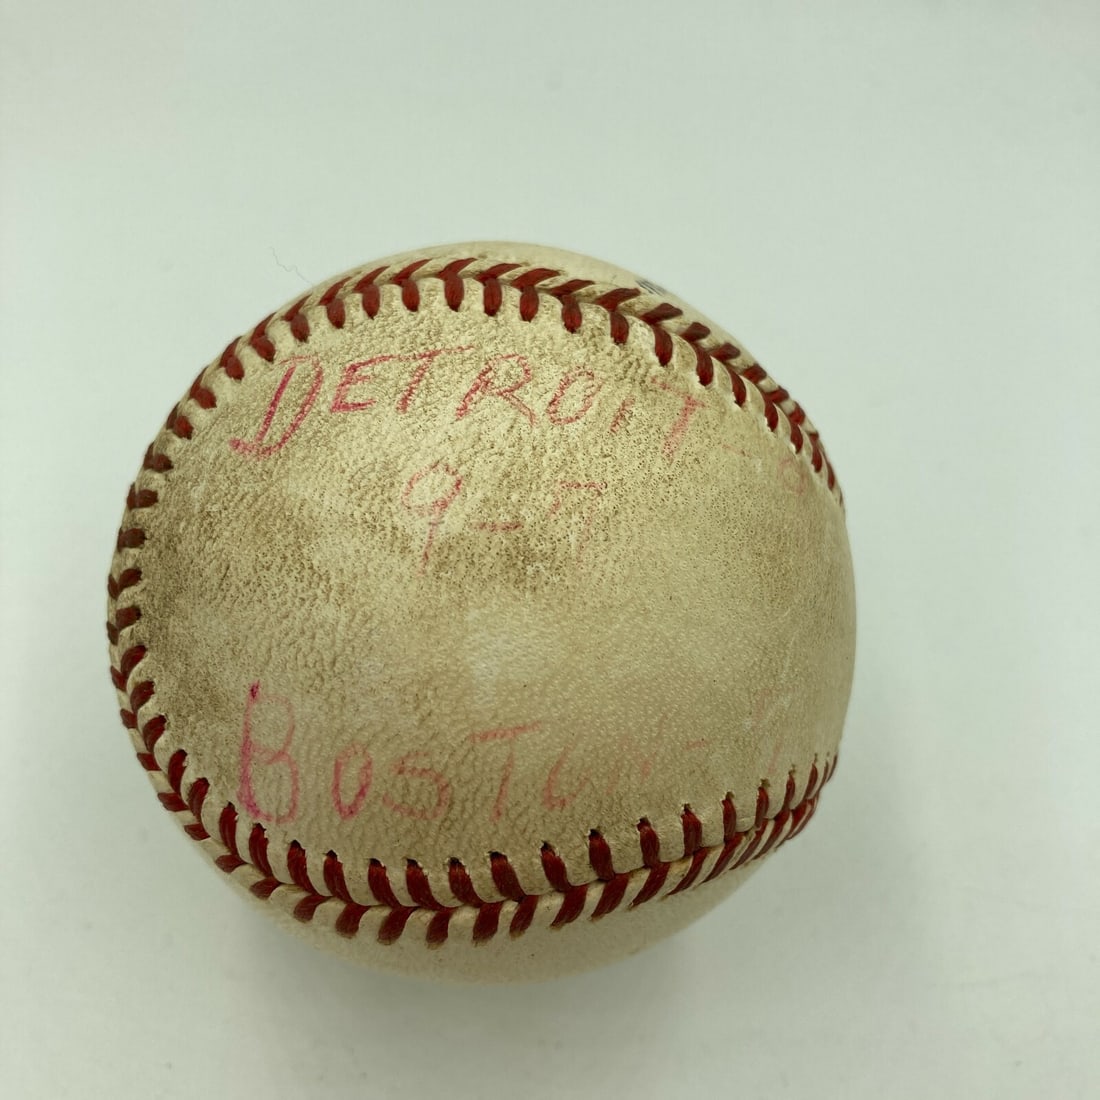 DETROIT -
9-7
BOSTON -